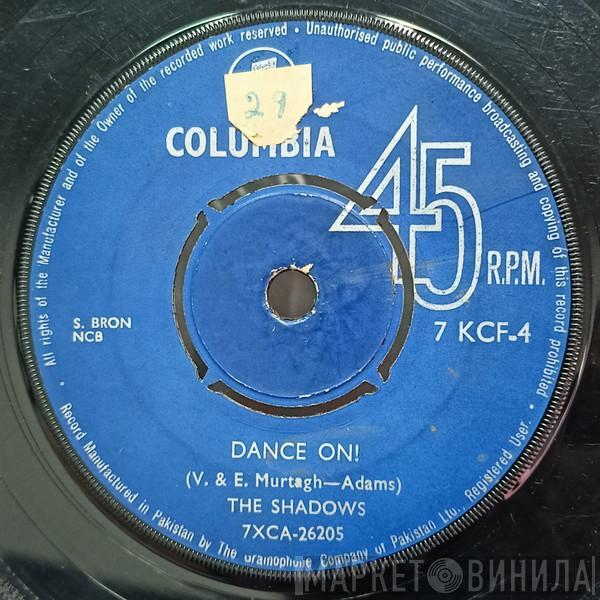 All rights of the Manufacturer and of the Owner of the recorded work reserved • Unauthorised public performance broadcasting and copying of this record prohibited •
29
COLUMBIA
45
R.P.M.
S. BRON
NCB
7 KCF-4
DANCE ON!
(V. & E. Murtagh—Adams)
THE SHADOWS
7XCA-26205
Record Manufactured in Pakistan by The Gramophone Company of Pakistan Ltd. Registered User.
МАРКЕТ ВИНИЛА